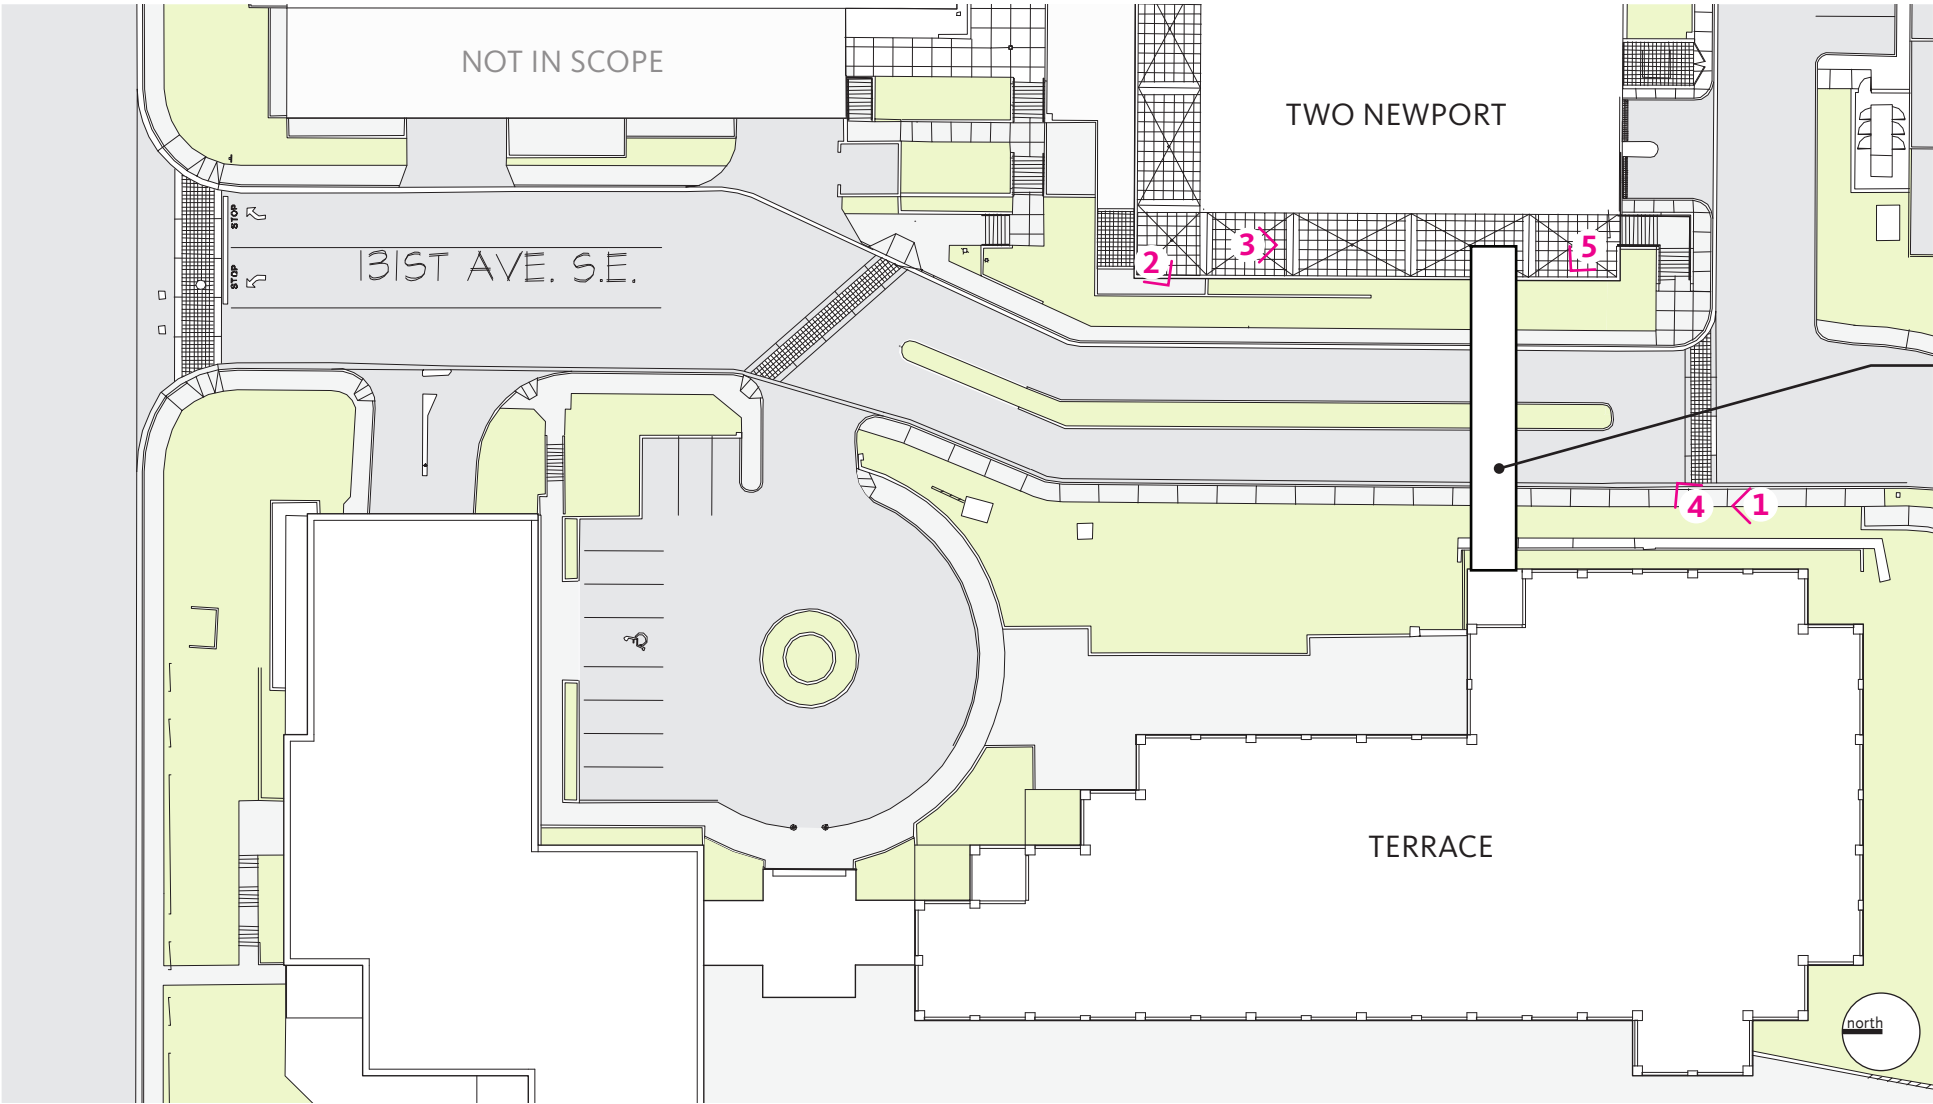 NOT IN SCOPE
TWO NEWPORT
STOP
131ST AVE. S.E.
STOP
3
5
2
4
1
TERRACE
north